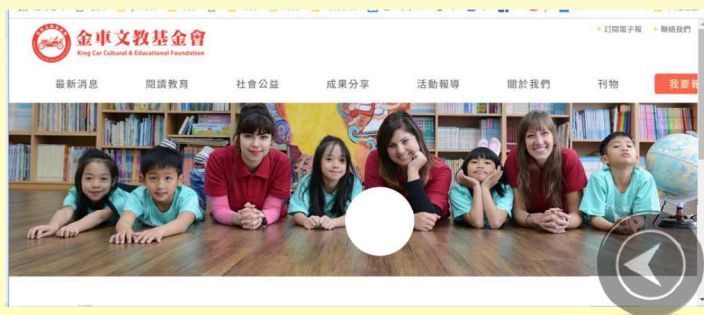 訂閱電子報 聯絡我們
金車文教基金會
King Car Cultural & Educational Foundation
最新消息 閱讀教育 社會公益 成果分享 活動報導 關於我們 刊物 我要報